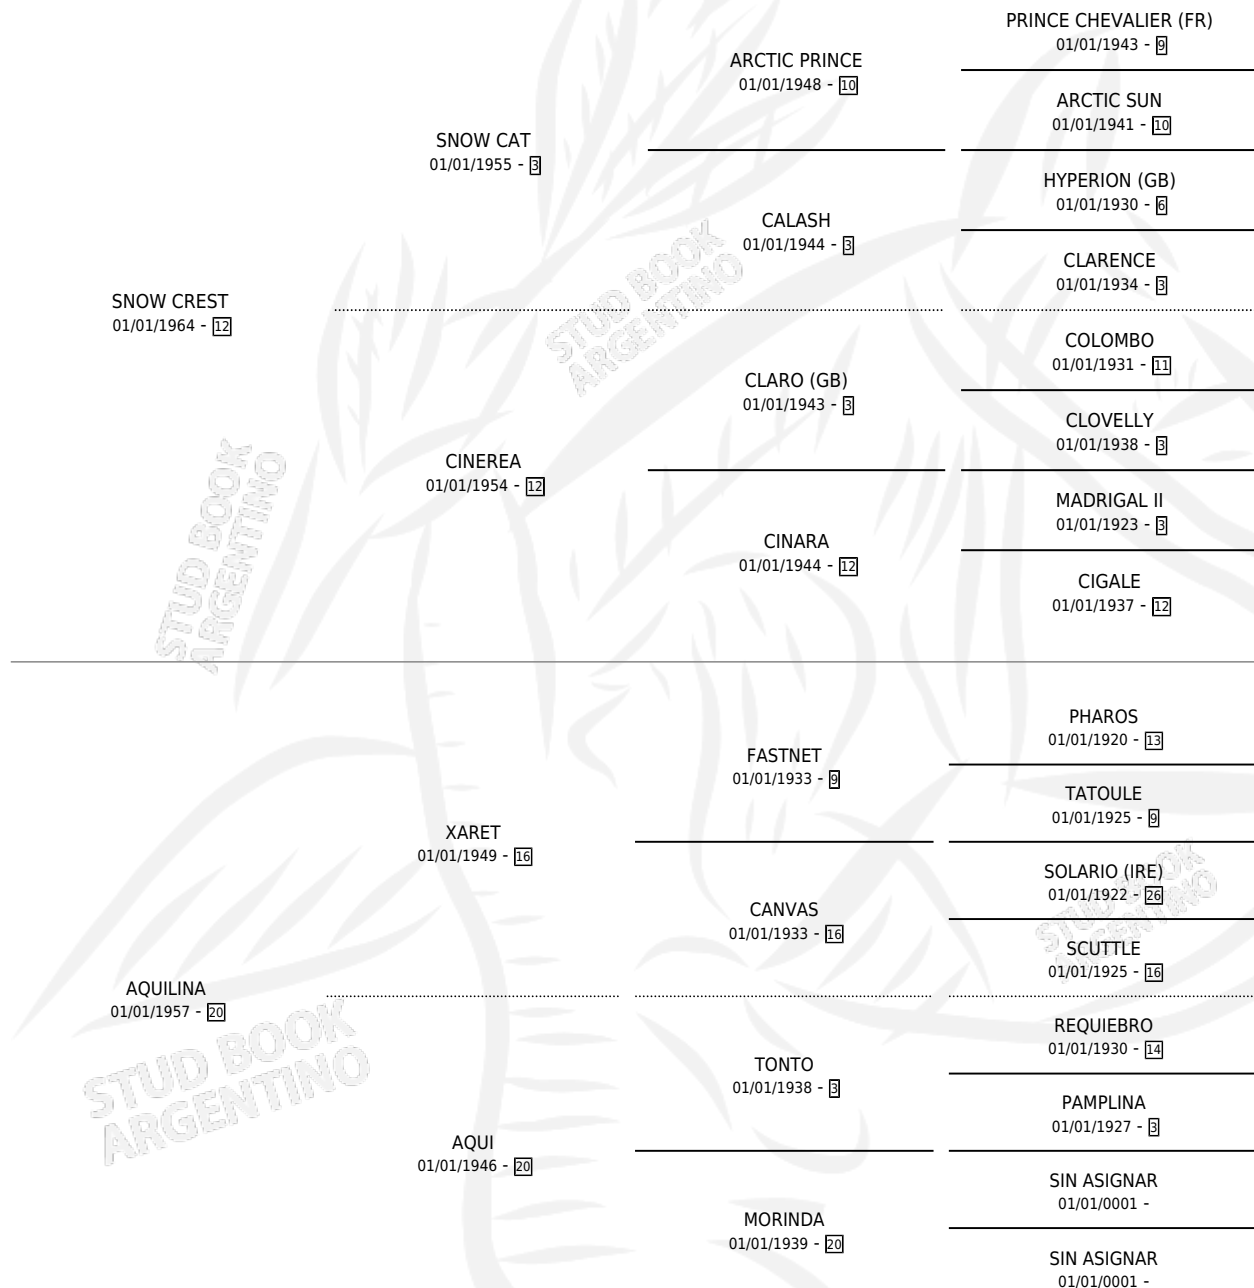 PRINCE CHEVALIER (FR)
01/01/1943 - 9
ARCTIC PRINCE
01/01/1948 - 10
ARCTIC SUN
01/01/1941 - 10
SNOW CAT
01/01/1955 - 3
HYPERION (GB)
01/01/1930 - 6
CALASH
01/01/1944 - 3
CLARENCE
01/01/1934 - 3
SNOW CREST
01/01/1964 - 12
COLOMBO
01/01/1931 - 11
CLARO (GB)
01/01/1943 - 3
CLOVELLY
01/01/1938 - 3
CINEREA
01/01/1954 - 12
MADRIGAL II
01/01/1923 - 3
CINARA
01/01/1944 - 12
CIGALE
01/01/1937 - 12
PHAROS
01/01/1920 - 13
FASTNET
01/01/1933 - 9
TATOULE
01/01/1925 - 9
XARET
01/01/1949 - 16
SOLARIO (IRE)
01/01/1922 - 26
CANVAS
01/01/1933 - 16
SCUTTLE
01/01/1925 - 16
AQUILINA
01/01/1957 - 20
REQUIEBRO
01/01/1930 - 14
TONTO
01/01/1938 - 3
PAMPLINA
01/01/1927 - 3
AQUI
01/01/1946 - 20
SIN ASIGNAR
01/01/0001 -
MORINDA
01/01/1939 - 20
SIN ASIGNAR
01/01/0001 -
STUD BOOK
ARGENTINO
STUD BOOK
ARGENTINO
STUD BOOK
ARGENTINO
STUD BOOK
ARGENTINO